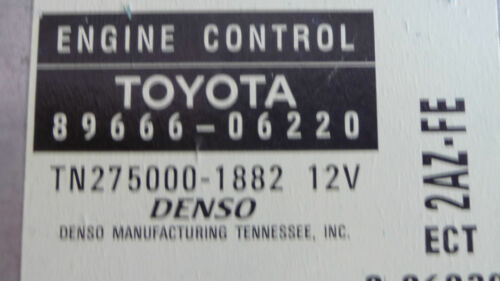 ENGINE CONTROL
TOYOTA
89666-06220
TN275000-1882 12V
DENSO
DENSO MANUFACTURING TENNESSEE, INC.
2AZ-FE
ECT